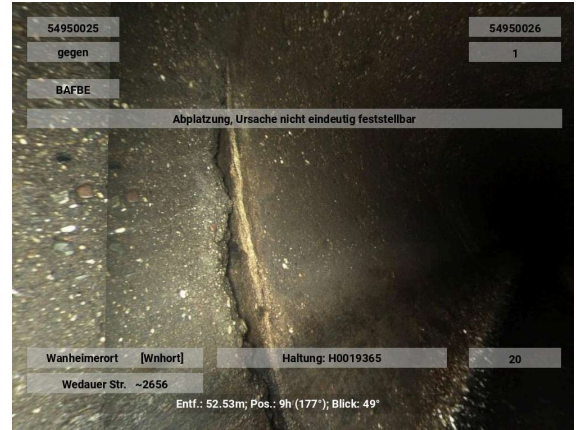 54950025 54950026
gegen 1
BAFBE
Abplatzung, Ursache nicht eindeutig feststellbar
Wanheimerort [Wnhort] Haltung: H0019365 20
Wedauer Str. ~2656
Entf.: 52.53m; Pos.: 9h (177°); Blick: 49°